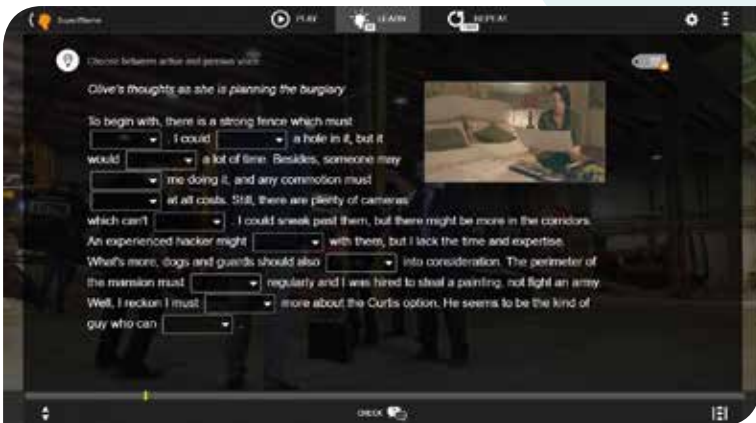 SuperMemo
PLAY
LEARN
REPEAT
Choose between active and passive voice
Olive's thoughts as she is planning the burglary
To begin with, there is a strong fence which must
. I could a hole in it, but it
would a lot of time. Besides, someone may
me doing it, and any commotion must
at all costs. Still, there are plenty of cameras
which can't . I could sneak past them, but there might be more in the corridors.
An experienced hacker might with them, but I lack the time and expertise.
What's more, dogs and guards should also into consideration. The perimeter of
the mansion must regularly and I was hired to steal a painting, not fight an army.
Well, I reckon I must more about the Curtis option. He seems to be the kind of
guy who can .
CHECK